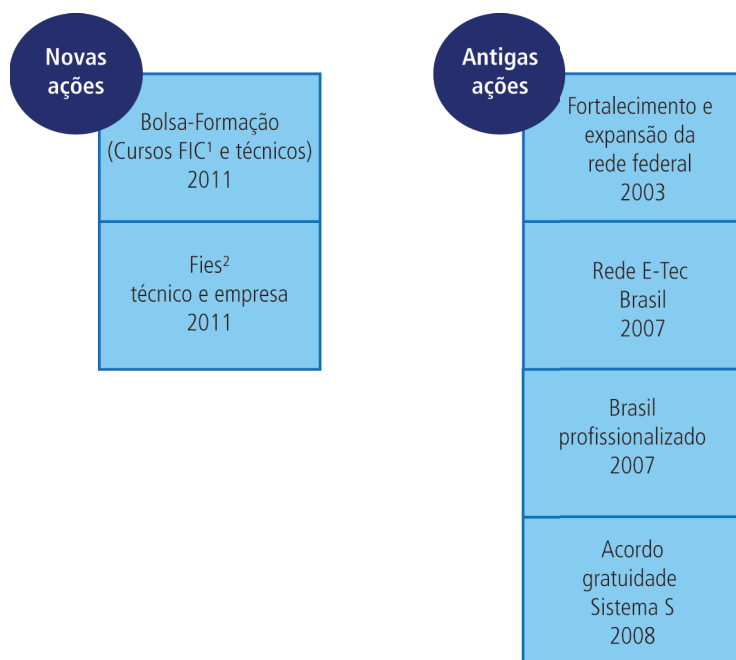 Novas
ações
Bolsa-Formação
(Cursos FIC¹ e técnicos)
2011
Fies²
técnico e empresa
2011
Antigas
ações
Fortalecimento e
expansão da
rede federal
2003
Rede E-Tec
Brasil
2007
Brasil
profissionalizado
2007
Acordo
gratuidade
Sistema S
2008